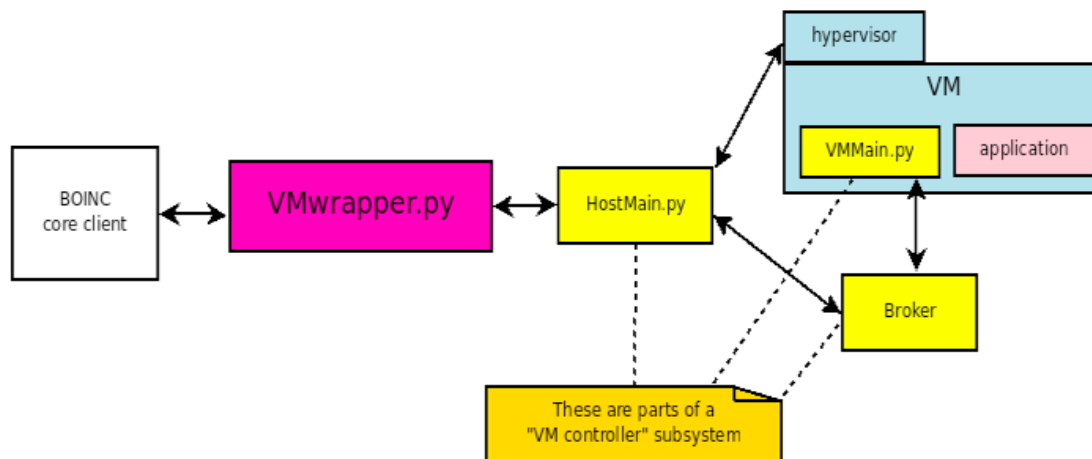 hypervisor
VM
VMMain.py
application
BOINC
core client
VMwrapper.py
HostMain.py
Broker
These are parts of a
"VM controller" subsystem